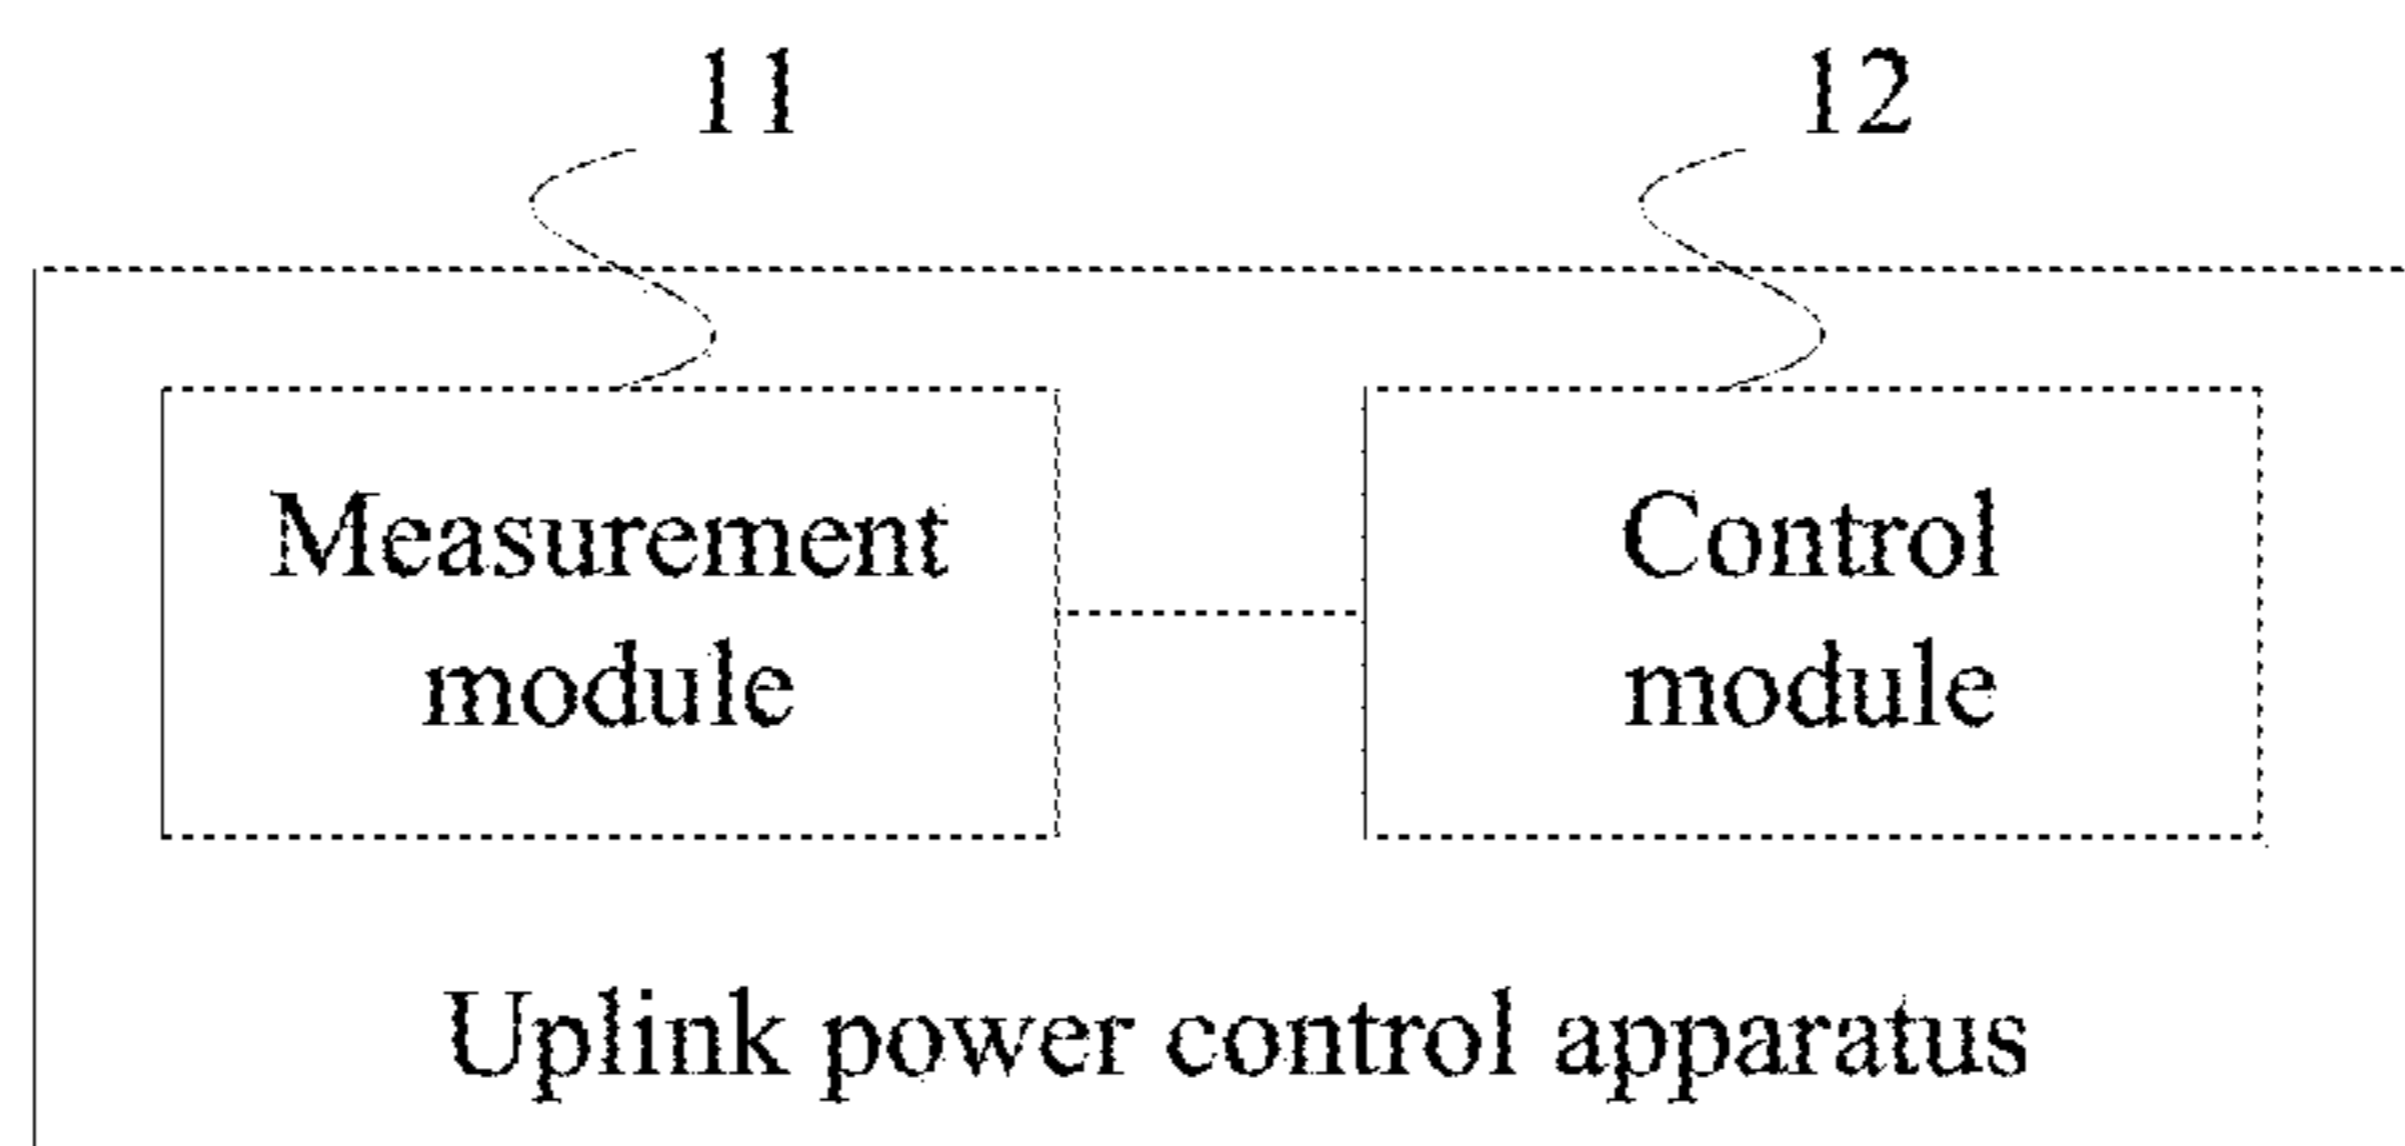 11
12
Measurement
module
Control
module
Uplink power control apparatus